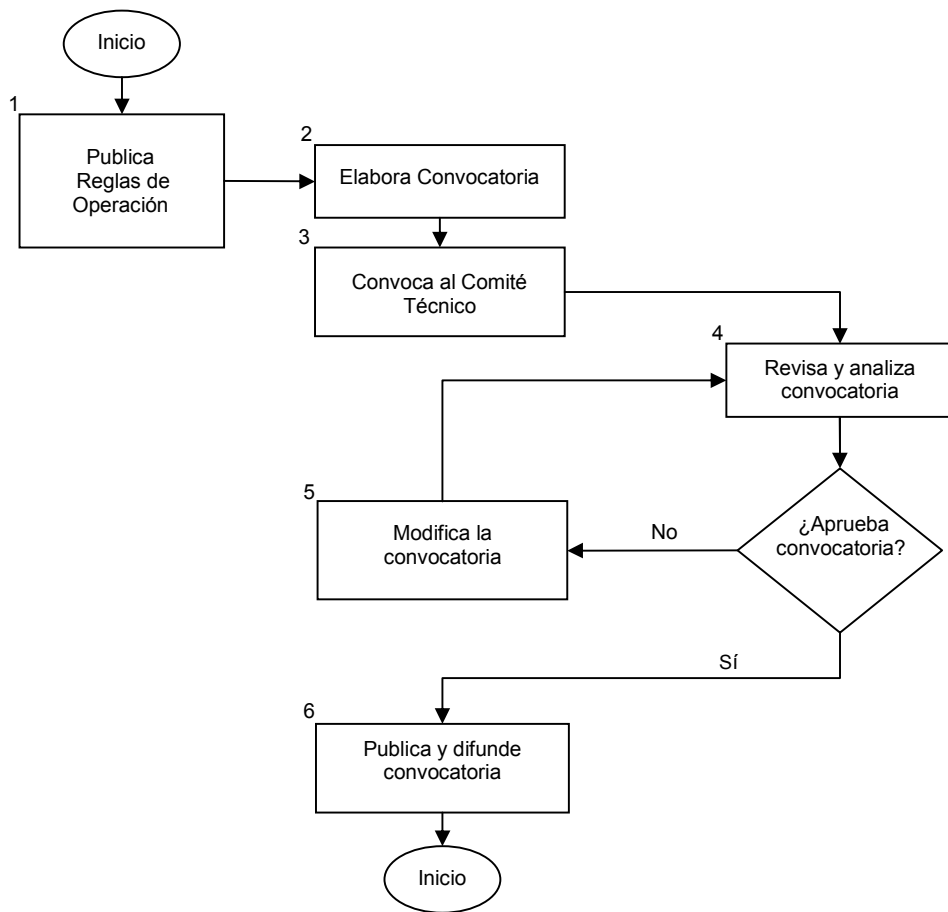 Inicio
1
Publica
Reglas de
Operación
2
Elabora Convocatoria
3
Convoca al Comité
Técnico
4
Revisa y analiza
convocatoria
¿Aprueba
convocatoria?
No
5
Modifica la
convocatoria
Sí
6
Publica y difunde
convocatoria
Inicio